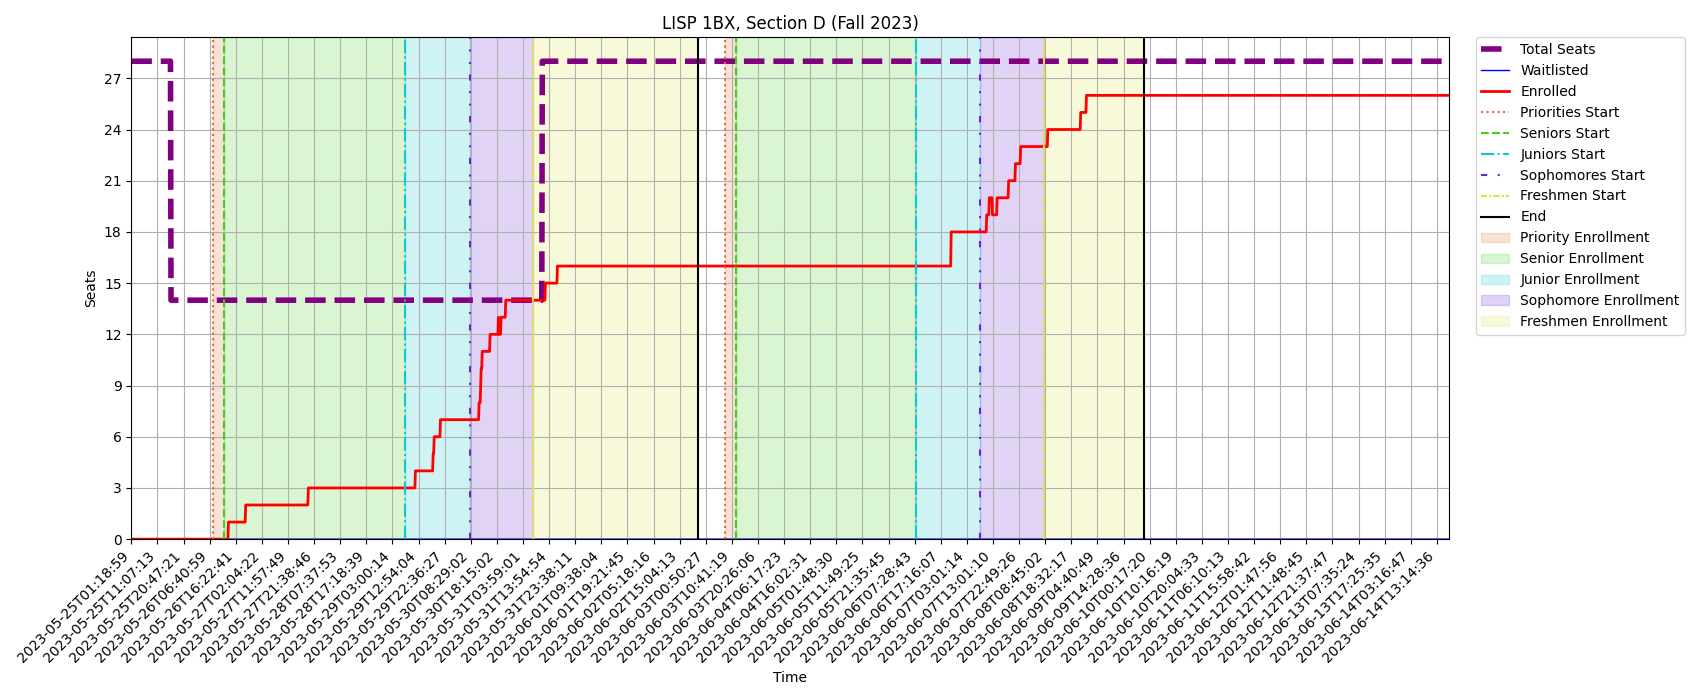 LISP 1BX, Section D (Fall 2023)
Total Seats
Waitlisted
Enrolled
Priorities Start
Seniors Start
Juniors Start
Sophomores Start
Freshmen Start
End
Priority Enrollment
Senior Enrollment
Junior Enrollment
Sophomore Enrollment
Freshmen Enrollment
Seats
27
24
21
18
15
12
9
6
3
0
2023-05-25T01:18:59
2023-05-25T11:07:13
2023-05-25T20:47:21
2023-05-26T06:40:59
2023-05-26T16:22:41
2023-05-27T02:04:22
2023-05-27T11:57:49
2023-05-27T21:38:46
2023-05-28T07:37:53
2023-05-28T17:18:39
2023-05-29T03:00:14
2023-05-29T12:54:04
2023-05-29T22:36:27
2023-05-30T08:29:02
2023-05-30T18:15:02
2023-05-31T03:59:01
2023-05-31T13:54:54
2023-05-31T23:38:11
2023-06-01T09:38:04
2023-06-01T19:21:45
2023-06-02T05:18:16
2023-06-02T15:04:13
2023-06-03T00:50:27
2023-06-03T10:41:19
2023-06-03T20:26:06
2023-06-04T06:17:23
2023-06-04T16:02:31
2023-06-05T01:48:30
2023-06-05T11:49:25
2023-06-05T21:35:45
2023-06-06T07:28:43
2023-06-06T17:16:07
2023-06-07T03:01:14
2023-06-07T13:01:10
2023-06-07T22:49:26
2023-06-08T08:45:02
2023-06-08T18:32:17
2023-06-09T04:40:49
2023-06-09T14:28:36
2023-06-10T00:17:20
2023-06-10T10:16:19
2023-06-10T20:04:33
2023-06-11T06:10:13
2023-06-11T15:58:42
2023-06-12T01:47:56
2023-06-12T11:48:45
2023-06-12T21:37:47
2023-06-13T07:35:24
2023-06-13T17:25:35
2023-06-14T03:16:47
2023-06-14T13:14:36
Time